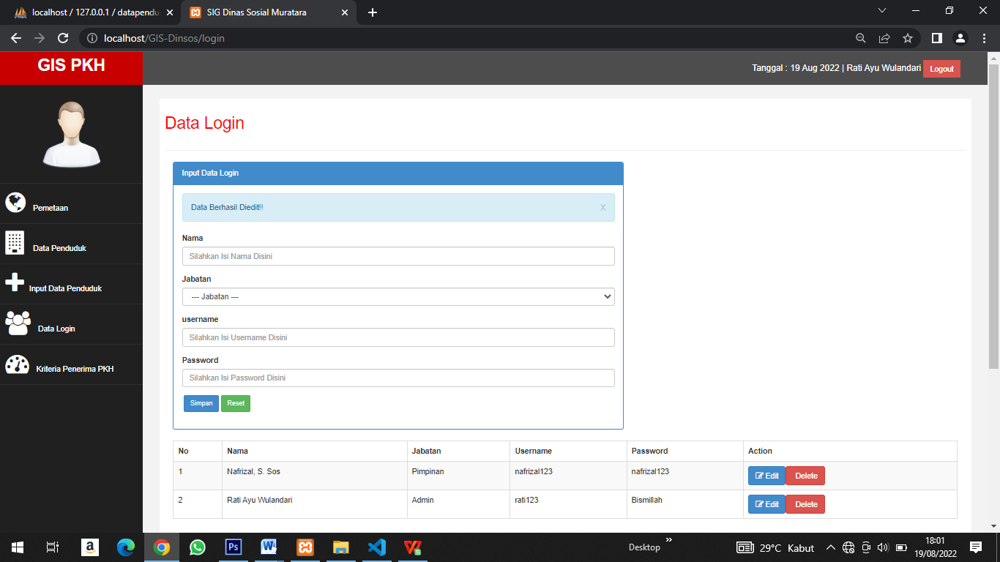 localhost / 127.0.0.1 / datapendu
SIG Dinas Sosial Muratara
localhost/GIS-Dinsos/login
GIS PKH
Tanggal : 19 Aug 2022 | Rati Ayu Wulandari Logout
Data Login
Pemetaan
Data Penduduk
Input Data Penduduk
Data Login
Kriteria Penerima PKH
Input Data Login
Data Berhasil Diedit!! X
Nama
Silahkan Isi Nama Disini
Jabatan
--- Jabatan ---
username
Silahkan Isi Username Disini
Password
Silahkan Isi Password Disini
Simpan Reset
No Nama Jabatan Username Password Action
1 Nafrizal, S. Sos Pimpinan nafrizal123 nafrizal123 Edit Delete
2 Rati Ayu Wulandari Admin rati123 Bismillah Edit Delete
Desktop
29°C Kabut
18:01
19/08/2022